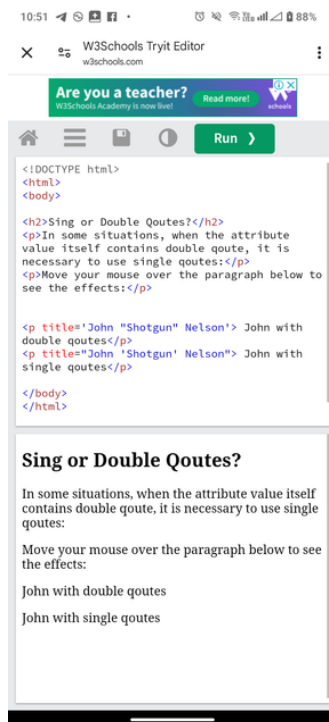 10:51
88%
W3Schools Tryit Editor
w3schools.com
Are you a teacher?
W3Schools Academy is now live!
Read more!
schools
Run ❯
<!DOCTYPE html>
<html>
<body>
<h2>Sing or Double Qoutes?</h2>
<p>In some situations, when the attribute
value itself contains double qoute, it is
necessary to use single qoutes:</p>
<p>Move your mouse over the paragraph below to
see the effects:</p>
<p title='John "Shotgun" Nelson'> John with
double qoutes</p>
<p title="John 'Shotgun' Nelson"> John with
single qoutes</p>
</body>
</html>
Sing or Double Qoutes?
In some situations, when the attribute value itself
contains double qoute, it is necessary to use single
qoutes:
Move your mouse over the paragraph below to see
the effects:
John with double qoutes
John with single qoutes